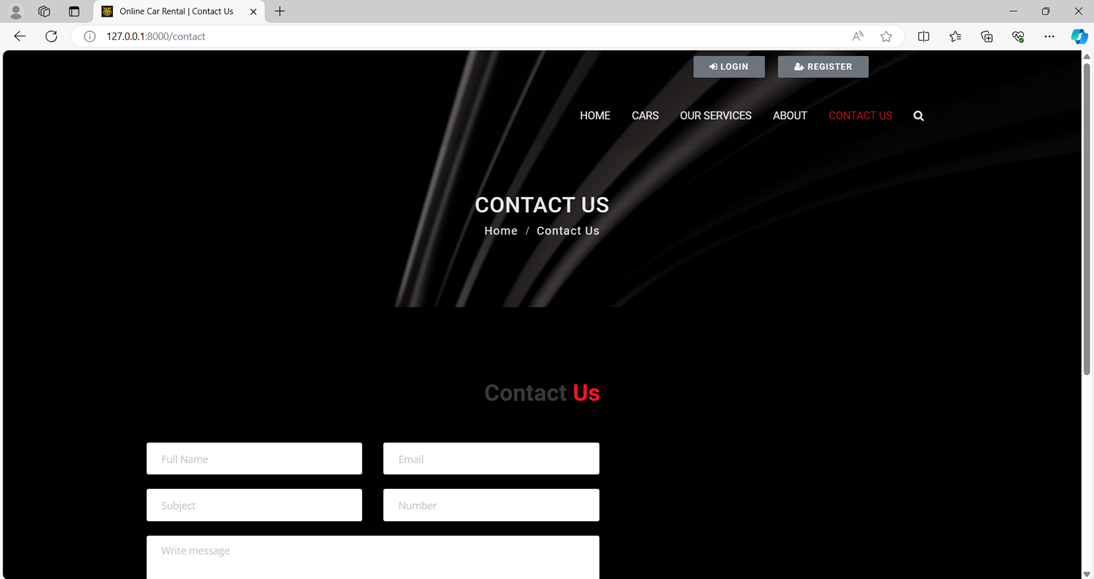 Online Car Rental | Contact Us
127.0.0.1:8000/contact
LOGIN REGISTER
HOME CARS OUR SERVICES ABOUT CONTACT US
CONTACT US
Home / Contact Us
Contact Us
Full Name Email
Subject Number
Write message